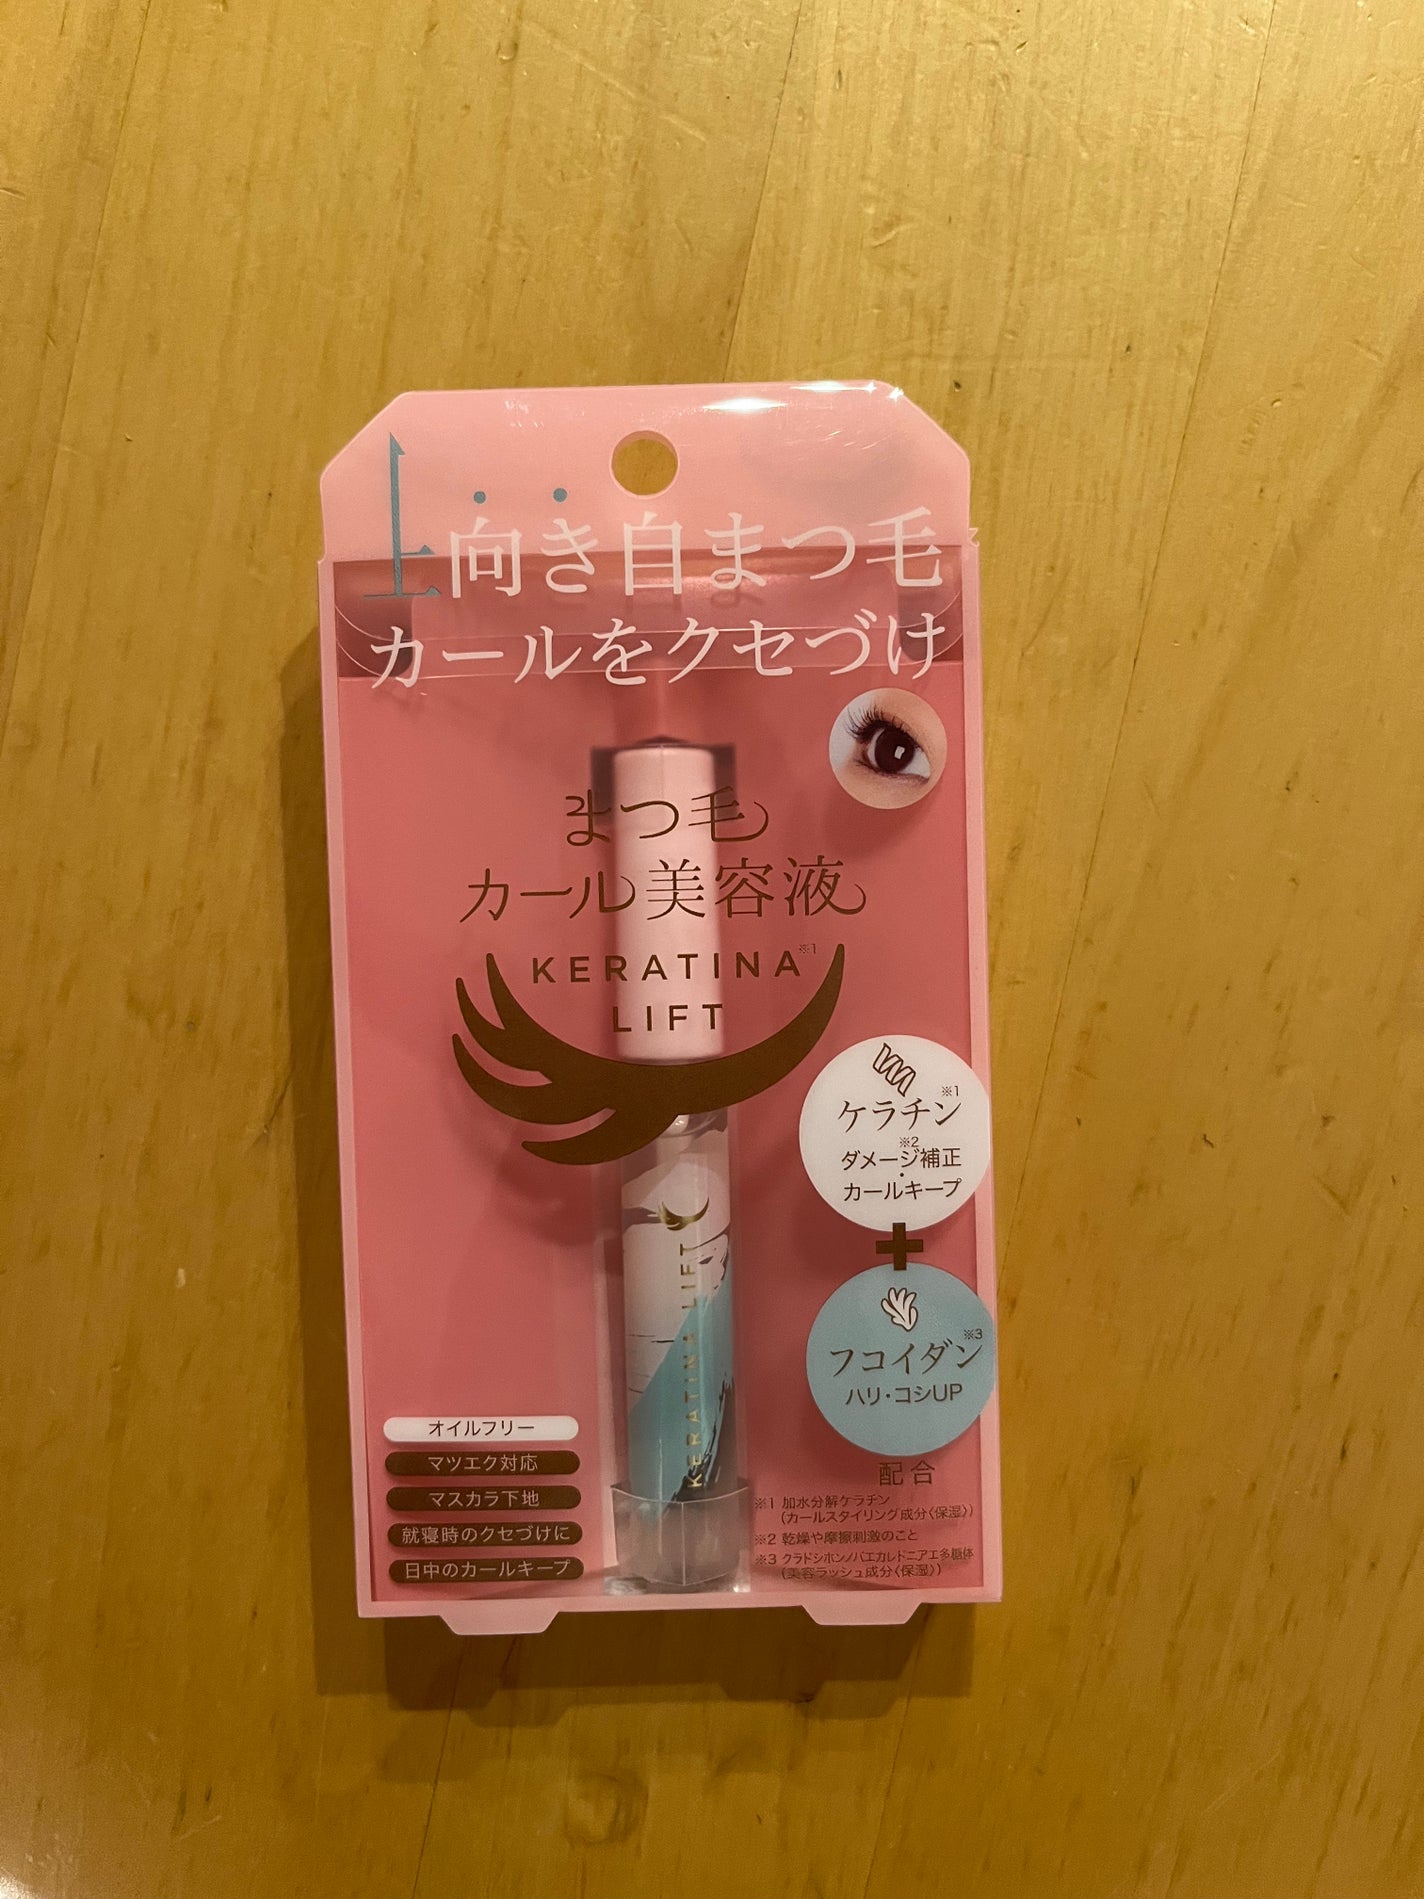 上向き自まつ毛
カールをクセづけ
まつ毛
カール美容液
KERATINA※1
LIFT
ケラチン※1
ダメージ※2補正
・
カールキープ
+
フコイダン※3
ハリ・コシUP
配合
※1 加水分解ケラチン
(カールスタイリング成分〈保湿〉)
※2 乾燥や摩擦刺激のこと
※3 クラドシホンノバエカレドニアエ多糖体
(美容ラッシュ成分〈保湿〉)
オイルフリー
マツエク対応
マスカラ下地
就寝時のクセづけに
日中のカールキープ
KERATINA LIFT